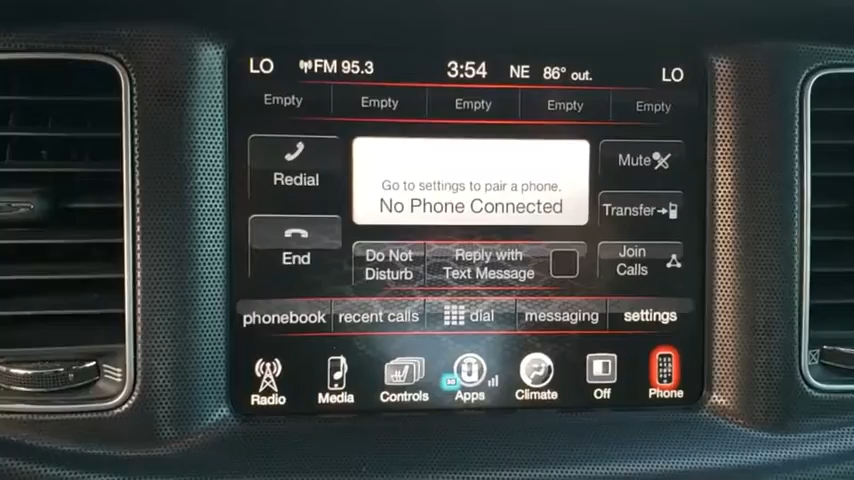 LO FM 95.3 3:54 NE 86° out. LO
Empty Empty Empty Empty Empty
Redial
Go to settings to pair a phone.
No Phone Connected
Mute
Transfer
End
Do Not
Disturb
Reply with
Text Message
Join
Calls
phonebook recent calls dial messaging settings
Radio Media Controls Apps Climate Off Phone